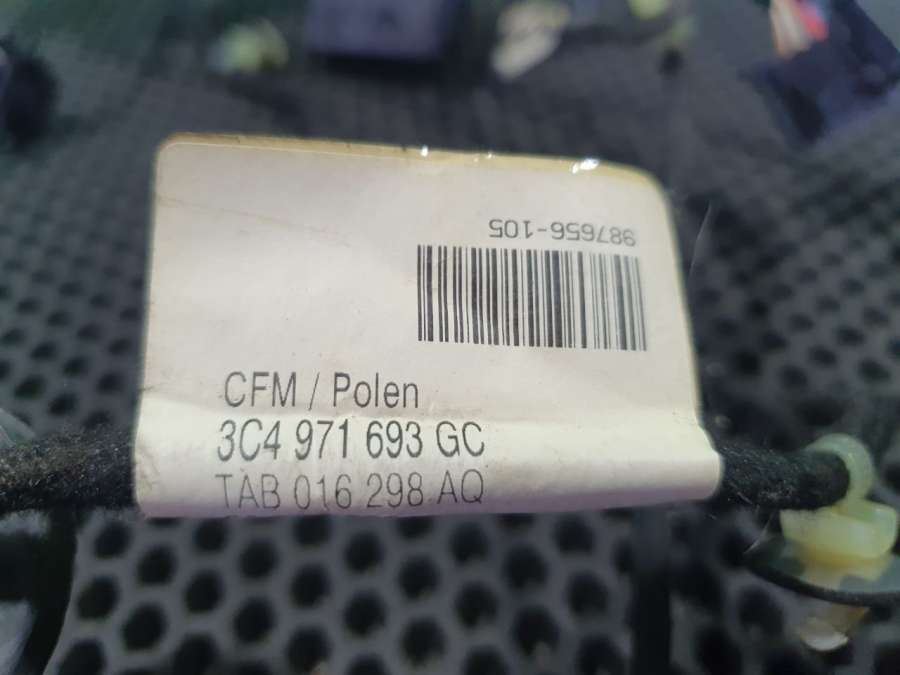 987656-105
CFM / Polen
3C4 971 693 GC
TAB 016 298 AQ